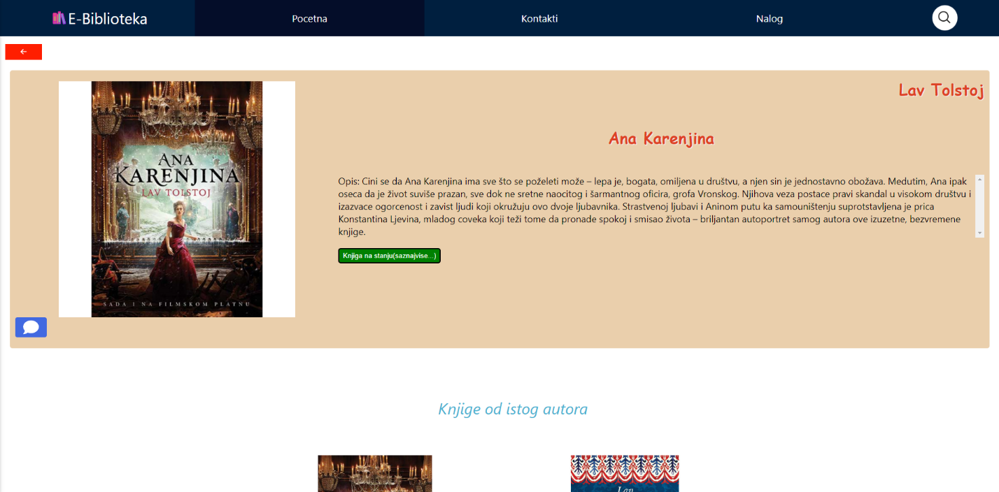 E-Biblioteka
Pocetna
Kontakti
Nalog
←
Lav Tolstoj
ANA
KARENJINA
LAV TOLSTOJ
SADA I NA FILMSKOM PLATNU
Ana Karenjina
Opis: Cini se da Ana Karenjina ima sve što se poželeti može – lepa je, bogata, omiljena u društvu, a njen sin je jednostavno obožava. Medutim, Ana ipak
oseca da je život suviše prazan, sve dok ne sretne naocitog i šarmantnog oficira, grofa Vronskog. Njihova veza postace pravi skandal u visokom društvu i
izazvace ogorcenost i zavist ljudi koji okružuju ovo dvoje ljubavnika. Strastvenoj ljubavi i Aninom putu ka samouništenju suprotstavljena je prica
Konstantina Ljevina, mladog coveka koji teži tome da pronade spokoj i smisao života – briljantan autoportret samog autora ove izuzetne, bezvremene
knjige.
Knjiga na stanju(saznajvise...)
Knjige od istog autora
Lav